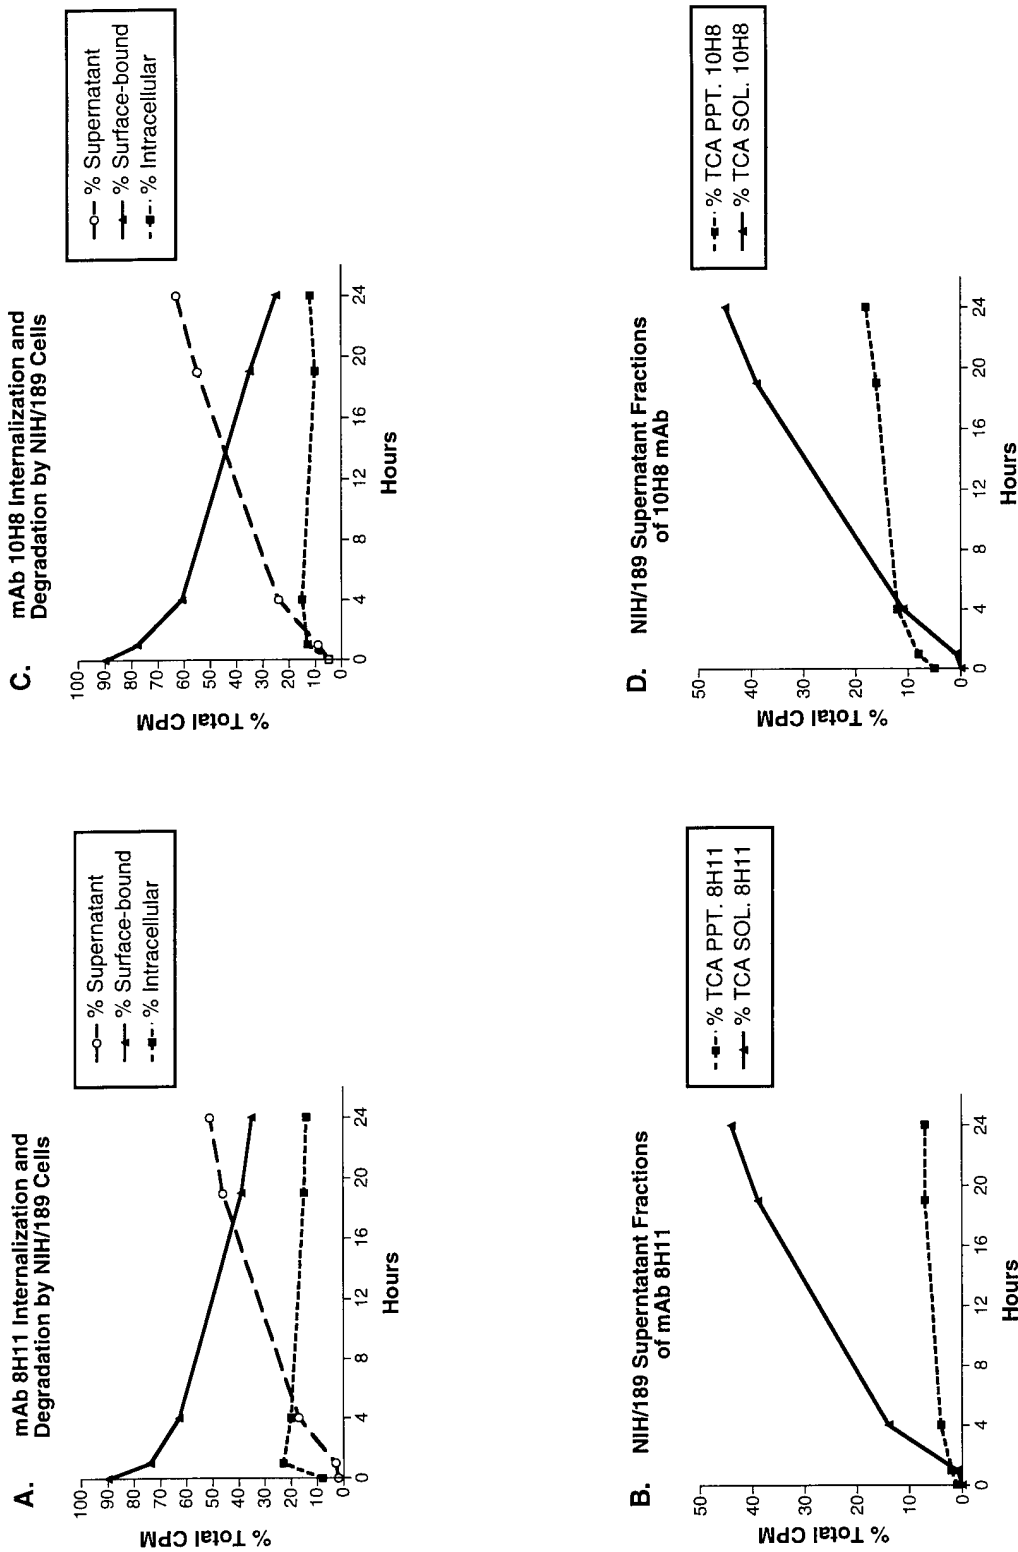 A.
mAb 8H11 Internalization and
Degradation by NIH/189 Cells
% Total CPM
100
90
80
70
60
50
40
30
20
10
0
0
4
8
12
16
20
24
Hours
% Supernatant
% Surface-bound
% Intracellular
B.
NIH/189 Superntatant Fractions
of mAb 8H11
% Total CPM
50
40
30
20
10
0
0
4
8
12
16
20
24
Hours
% TCA PPT. 8H11
% TCA SOL. 8H11
C.
mAb 10H8 Internalization and
Degradation by NIH/189 Cells
% Total CPM
100
90
80
70
60
50
40
30
20
10
0
0
4
8
12
16
20
24
Hours
% Supernatant
% Surface-bound
% Intracellular
D.
NIH/189 Supernatant Fractions
of 10H8 mAb
% Total CPM
50
40
30
20
10
0
0
4
8
12
16
20
24
Hours
% TCA PPT. 10H8
% TCA SOL. 10H8